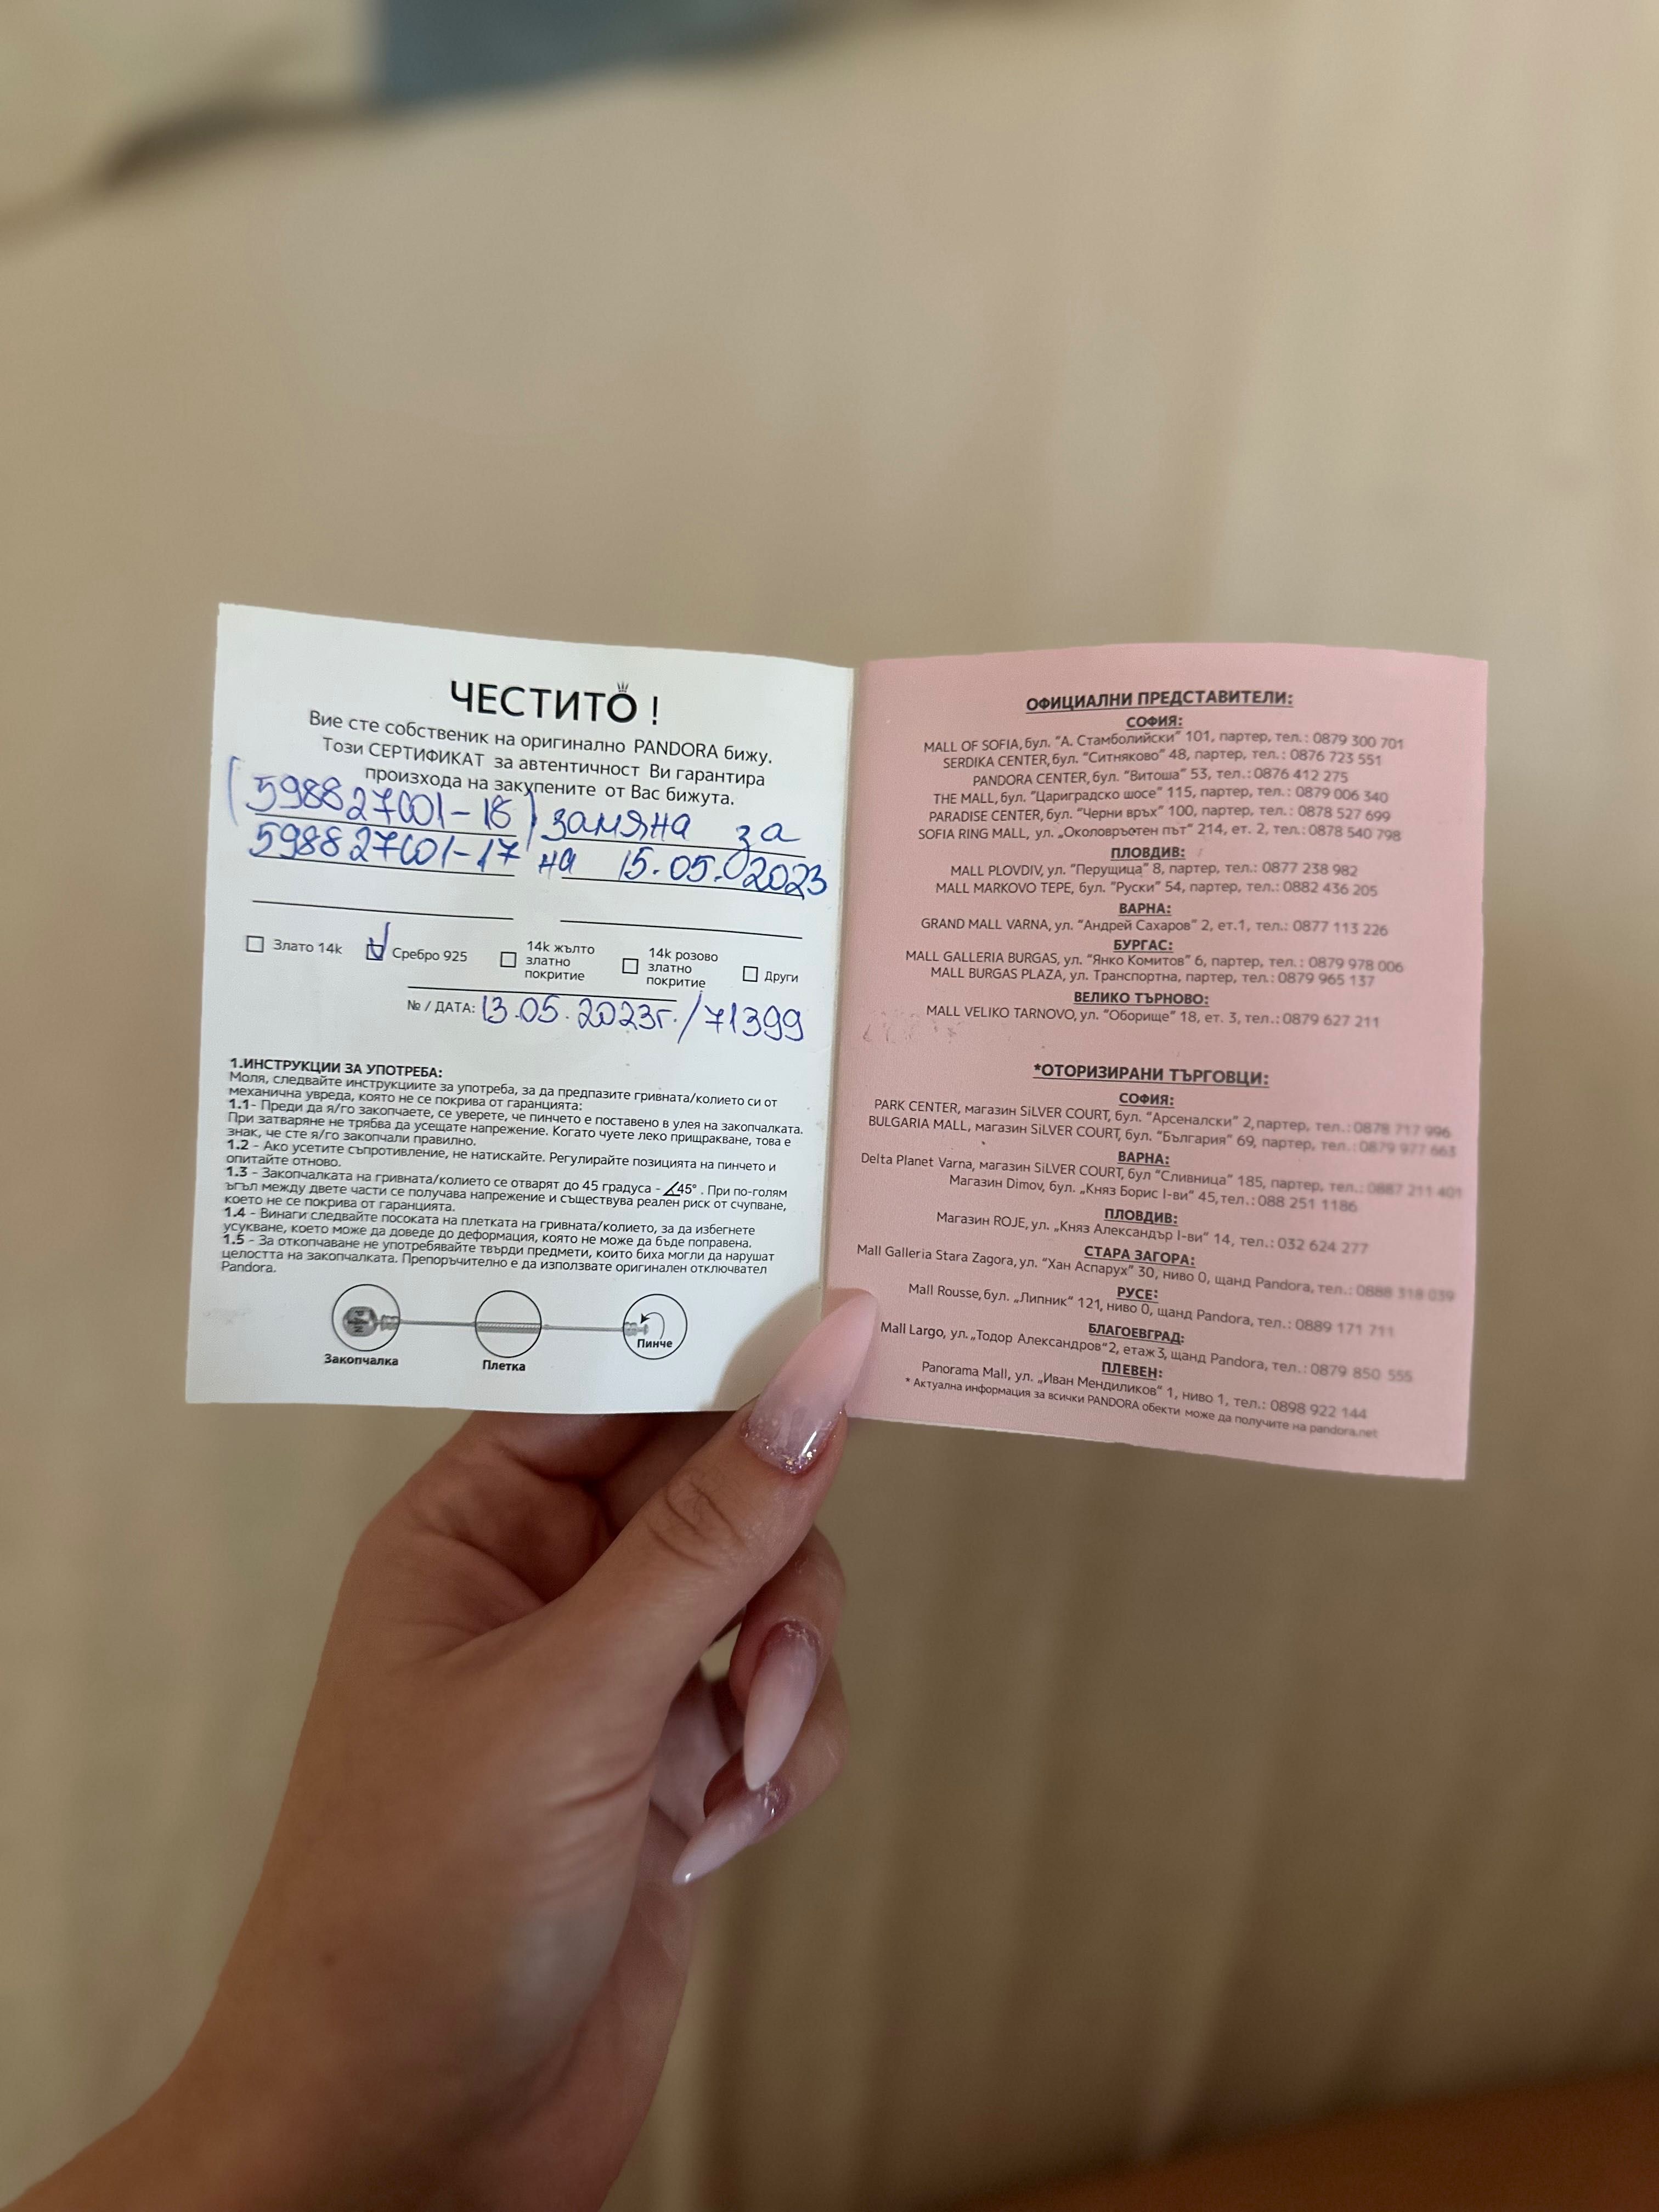 ЧЕСТИТО !
Вие сте собственик на оригинално PANDORA бижу.
Този СЕРТИФИКАТ за автентичност Ви гарантира
произхода на закупените от Вас бижута.
(598827C01-18) замяна за
598827C01-17 на 15.05.2023
Злато 14k Сребро 925 14k жълто златно покритие 14k розово златно покритие Други
№ / ДАТА: 13.05.2023г. / 71399
1.ИНСТРУКЦИИ ЗА УПОТРЕБА:
Моля, следвайте инструкциите за употреба, за да предпазите гривната/колието си от
механична увреда, която не се покрива от гаранцията:
1.1- Преди да я/го закопчаете, се уверете, че пинчето е поставено в улея на закопчалката.
При затваряне не трябва да усещате напрежение. Когато чуете леко прищракване, това е
знак, че сте я/го закопчали правилно.
1.2 - Ако усетите съпротивление, не натискайте. Регулирайте позицията на пинчето и
опитайте отново.
1.3 - Закопчалката на гривната/колието се отварят до 45 градуса - ∠45° . При по-голям
ъгъл между двете части се получава напрежение и съществува реален риск от счупване,
което не се покрива от гаранцията.
1.4 - Винаги следвайте посоката на плетката на гривната/колието, за да избегнете
усукване, което може да доведе до деформация, която не може да бъде поправена.
1.5 - За откопчаване не употребявайте твърди предмети, които биха могли да нарушат
целостта на закопчалката. Препоръчително е да използвате оригинален отключвател
Pandora.
Закопчалка Плетка Пинче
ОФИЦИАЛНИ ПРЕДСТАВИТЕЛИ:
СОФИЯ:
MALL OF SOFIA, бул. "А. Стамболийски" 101, партер, тел.: 0879 300 701
SERDIKA CENTER, бул. "Ситняково" 48, партер, тел.: 0876 723 551
PANDORA CENTER, бул. "Витоша" 53, тел.:0876 412 275
THE MALL, бул. "Цариградско шосе" 115, партер, тел.: 0879 006 340
PARADISE CENTER, бул. "Черни връх" 100, партер, тел.: 0878 527 699
SOFIA RING MALL, ул. „Околовръстен път" 214, ет. 2, тел.:0878 540 798
ПЛОВДИВ:
MALL PLOVDIV, ул. "Перущица" 8, партер, тел.: 0877 238 982
MALL MARKOVO TEPE, бул. "Руски" 54, партер, тел.: 0882 436 205
ВАРНА:
GRAND MALL VARNA, ул. "Андрей Сахаров" 2, ет.1, тел.: 0877 113 226
БУРГАС:
MALL GALLERIA BURGAS, ул. "Янко Комитов" 6, партер, тел.: 0879 978 006
MALL BURGAS PLAZA, ул. Транспортна, партер, тел.: 0879 965 137
ВЕЛИКО ТЪРНОВО:
MALL VELIKO TARNOVO, ул. "Оборище" 18, ет. 3, тел.:0879 627 211
*ОТОРИЗИРАНИ ТЪРГОВЦИ:
СОФИЯ:
PARK CENTER, магазин SiLVER COURT, бул. "Арсеналски" 2, партер, тел.: 0878 717 996
BULGARIA MALL, магазин SiLVER COURT, бул. "България" 69, партер, тел.: 0879 977 663
ВАРНА:
Delta Planet Varna, магазин SiLVER COURT, бул "Сливница" 185, партер, тел.: 0887 211 401
Магазин Dimov, бул. „Княз Борис I-ви" 45, тел.: 088 251 1186
ПЛОВДИВ:
Магазин ROJE, ул. „Княз Александър I-ви" 14, тел.: 032 624 277
СТАРА ЗАГОРА:
Mall Galleria Stara Zagora, ул. "Хан Аспарух" 30, ниво 0, щанд Pandora, тел.: 0888 318 039
РУСЕ:
Mall Rousse, бул. „Липник" 121, ниво 0, щанд Pandora, тел.: 0889 171 711
БЛАГОЕВГРАД:
Mall Largo, ул. „Тодор Александров"2, етаж 3, щанд Pandora, тел.: 0879 850 555
ПЛЕВЕН:
Panorama Mall, ул. „Иван Мендиликов" 1, ниво 1, тел.: 0898 922 144
* Актуална информация за всички PANDORA обекти може да получите на pandora.net